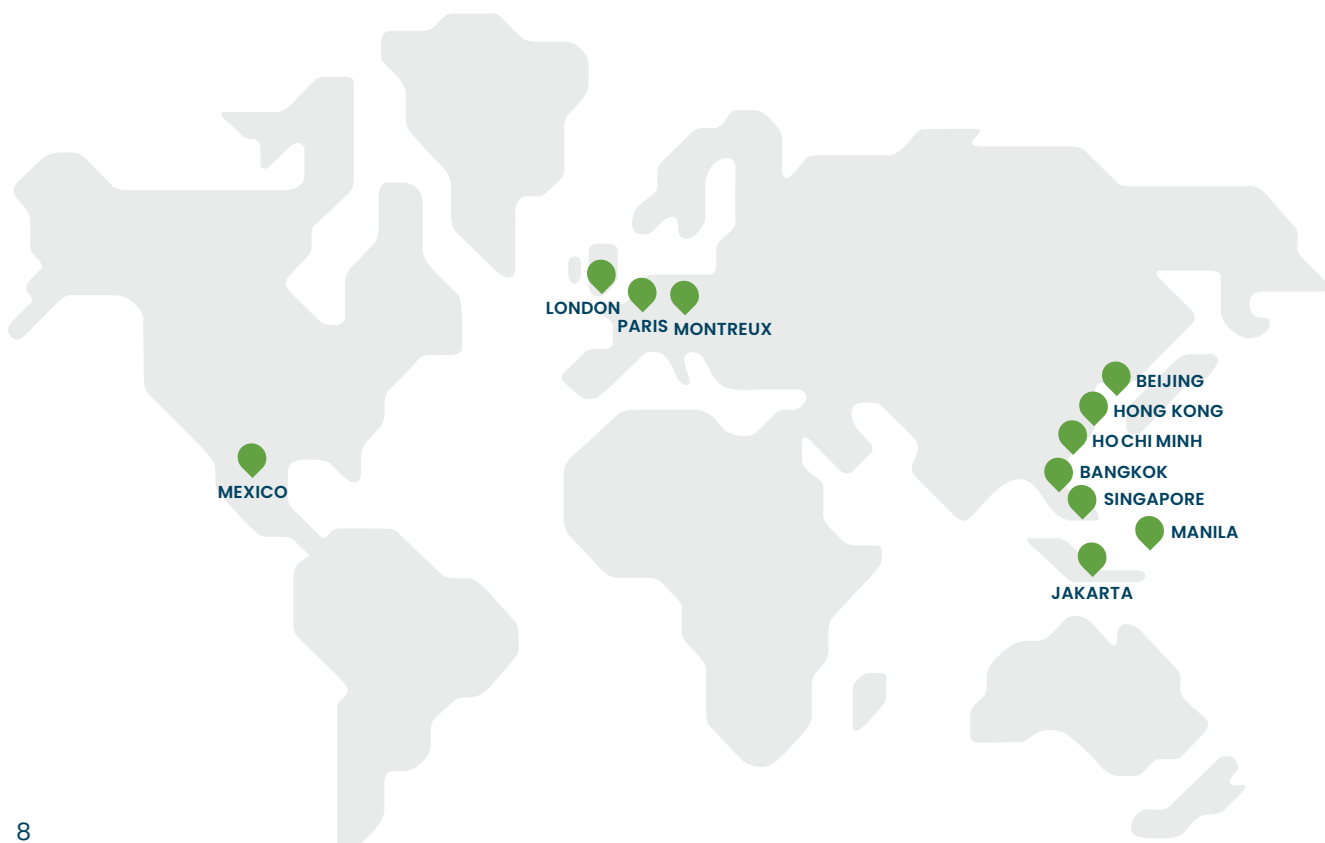 LONDON
PARIS
MONTREUX
BEIJING
HONG KONG
HO CHI MINH
BANGKOK
MEXICO
SINGAPORE
MANILA
JAKARTA
8